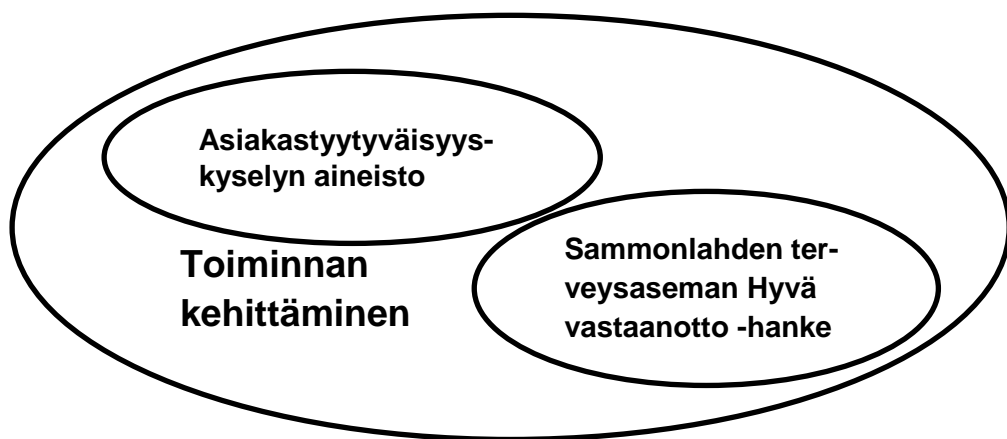 Asiakastyytyväisyys-
kyselyn aineisto
Toiminnan
kehittäminen
Sammonlahden ter-
veysaseman Hyvä
vastaanotto -hanke